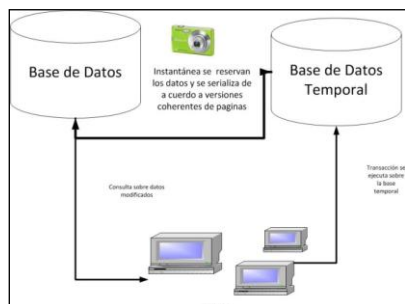 Base de Datos
Instantánea se reservan
los datos y se serializa de
a cuerdo a versiones
coherentes de paginas
Base de Datos
Temporal
Consulta sobre datos
modificados
Transacción se
ejecuta sobre
la base
temporal